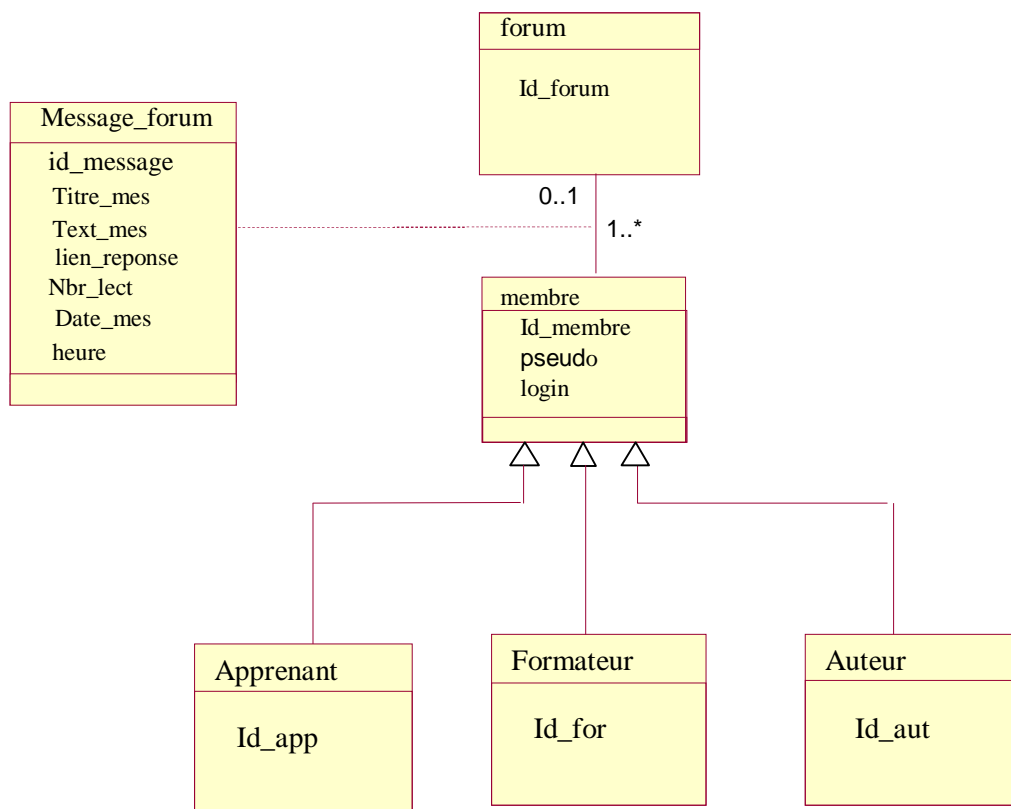 forum
Id_forum
Message_forum
id_message
Titre_mes
Text_mes
lien_reponse
Nbr_lect
Date_mes
heure
0..1
1..*
membre
Id_membre
pseudo
login
Apprenant
Id_app
Formateur
Id_for
Auteur
Id_aut